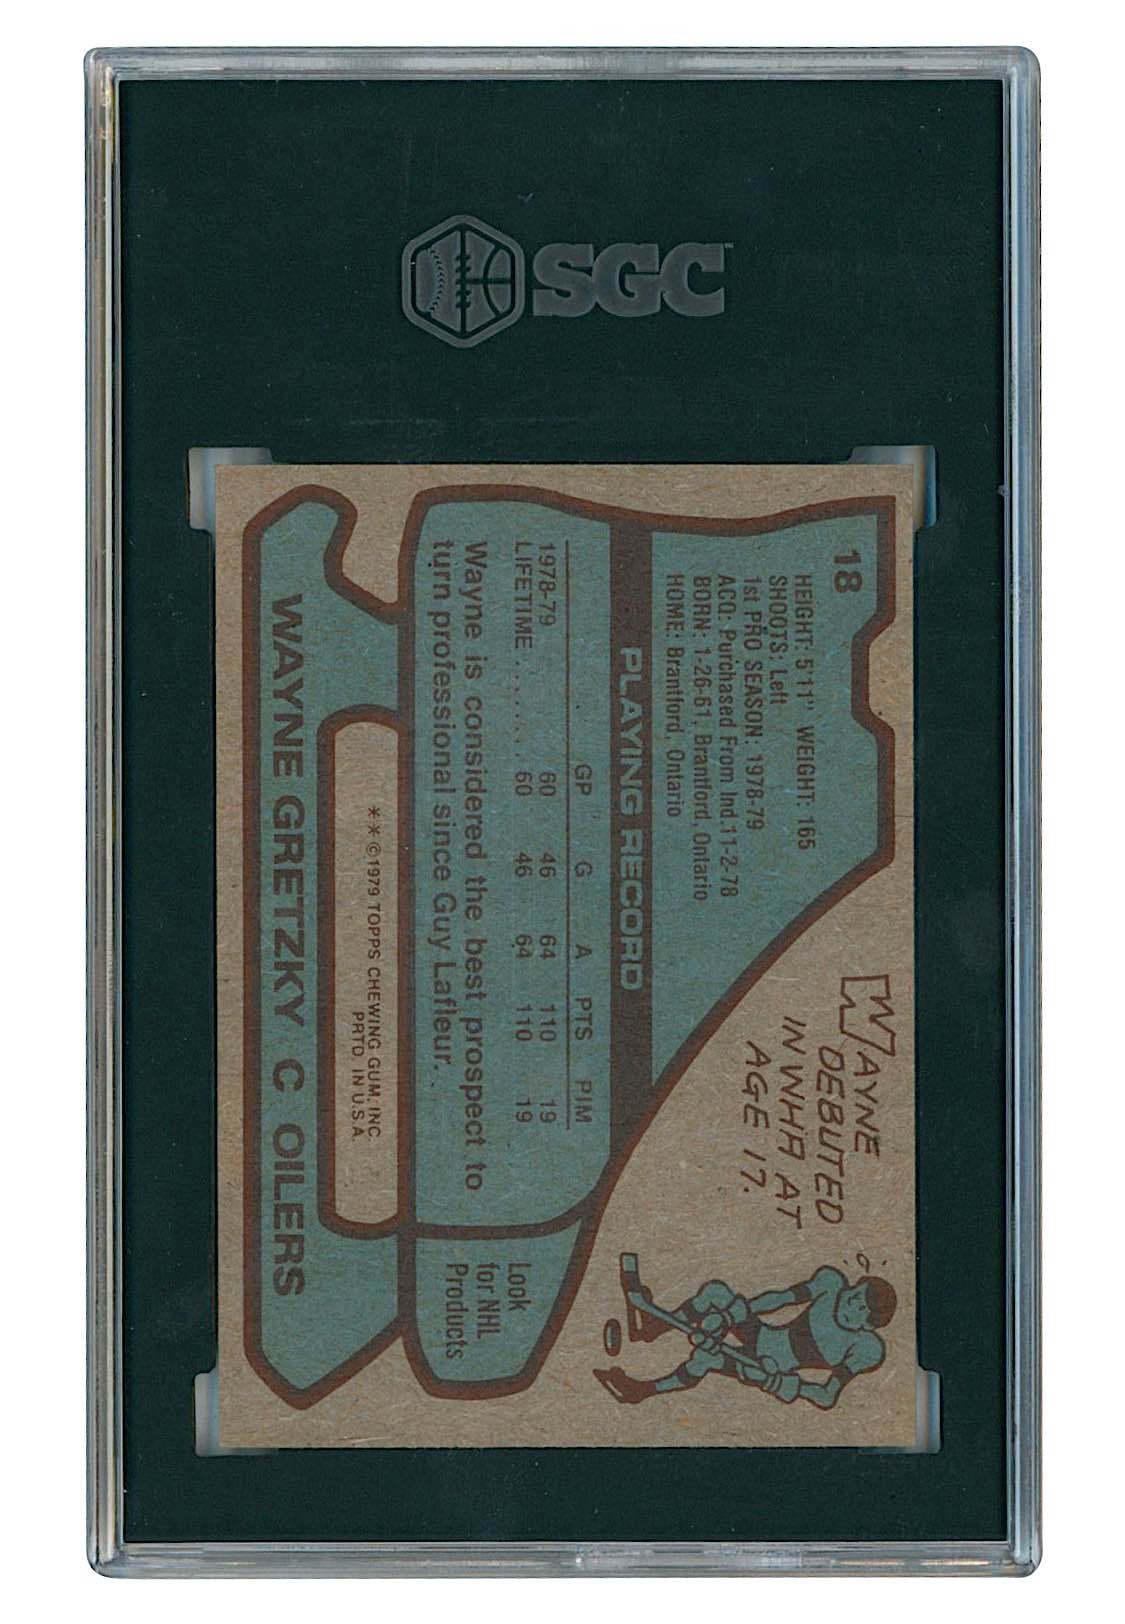 SGC
18
HEIGHT: 5'11" WEIGHT: 165
SHOOTS: Left
1st PRO SEASON: 1978-79
ACQ: Purchased From Ind. 11-2-78
BORN: 1-26-61, Brantford, Ontario
HOME: Brantford, Ontario
WAYNE
DEBUTED
IN WHA AT
AGE 17.
PLAYING RECORD
GP G A PTS PIM
1978-79 60 46 64 110 19
LIFETIME ....... 60 46 64 110 19
Wayne is considered the best prospect to
turn professional since Guy Lafleur.
Look
for NHL
Products
**©1979 TOPPS CHEWING GUM, INC.
PRTD. IN U.S.A.
WAYNE GRETZKY C OILERS